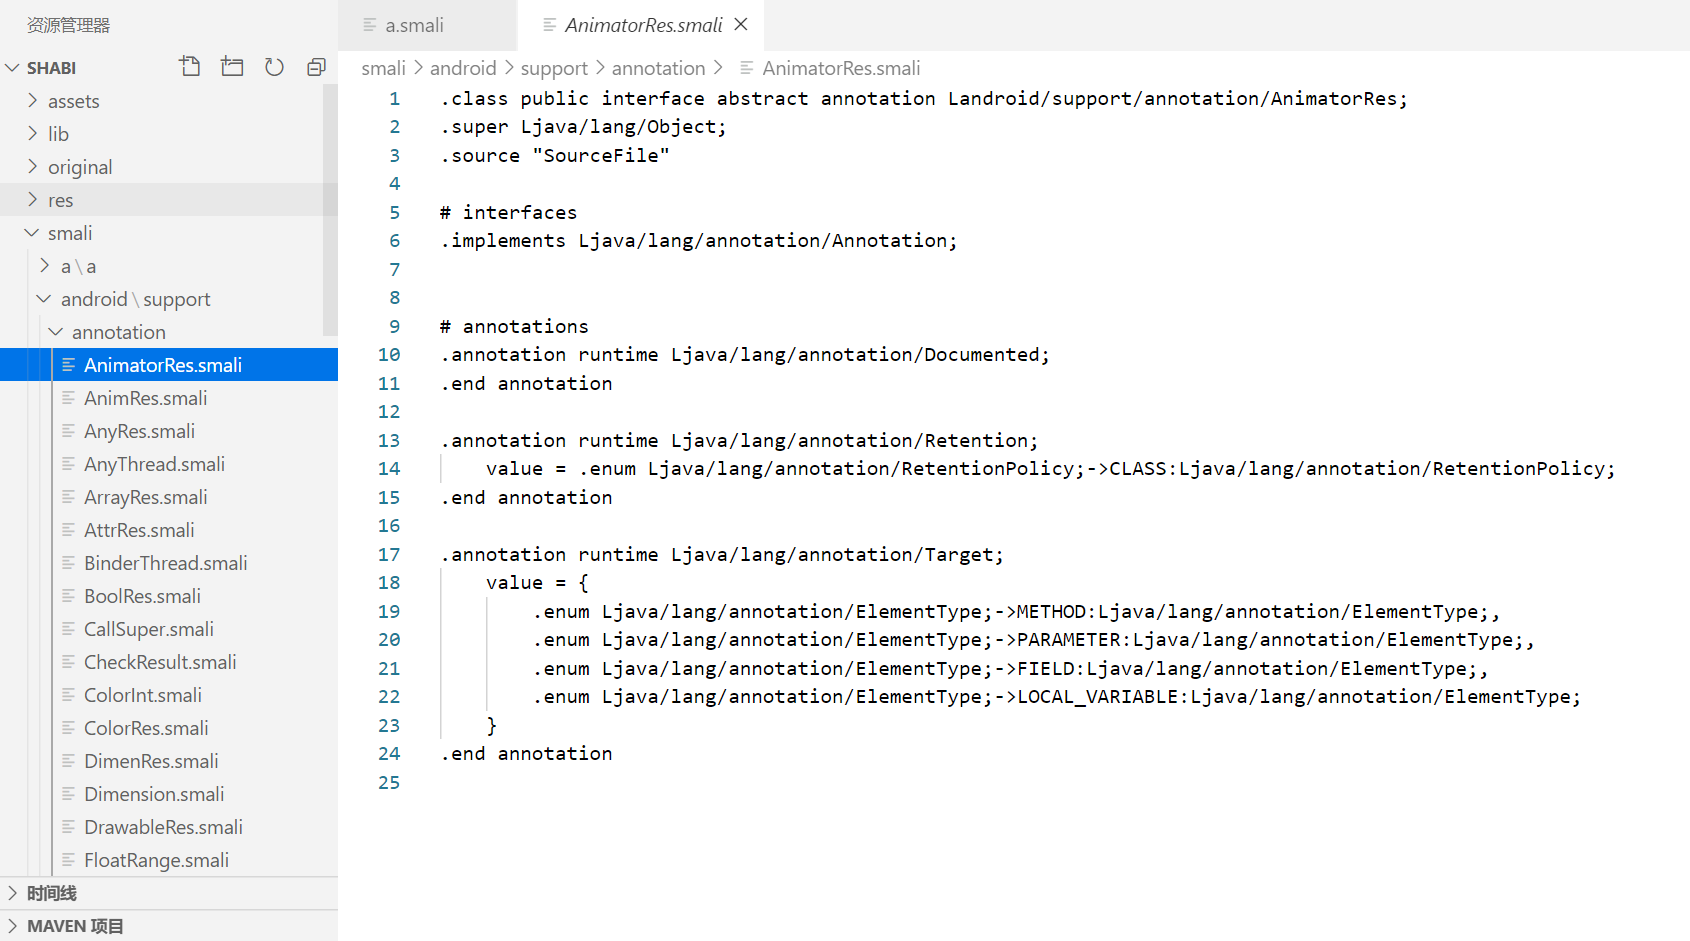 资源管理器
SHABI
assets
lib
original
res
smali
a\a
android\support
annotation
AnimatorRes.smali
AnimRes.smali
AnyRes.smali
AnyThread.smali
ArrayRes.smali
AttrRes.smali
BinderThread.smali
BoolRes.smali
CallSuper.smali
CheckResult.smali
ColorInt.smali
ColorRes.smali
DimenRes.smali
Dimension.smali
DrawableRes.smali
FloatRange.smali
时间线
MAVEN 项目
a.smali
AnimatorRes.smali
smali > android > support > annotation > AnimatorRes.smali
1 .class public interface abstract annotation Landroid/support/annotation/AnimatorRes;
2 .super Ljava/lang/Object;
3 .source "SourceFile"
4
5 # interfaces
6 .implements Ljava/lang/annotation/Annotation;
7
8
9 # annotations
10 .annotation runtime Ljava/lang/annotation/Documented;
11 .end annotation
12
13 .annotation runtime Ljava/lang/annotation/Retention;
14     value = .enum Ljava/lang/annotation/RetentionPolicy;->CLASS:Ljava/lang/annotation/RetentionPolicy;
15 .end annotation
16
17 .annotation runtime Ljava/lang/annotation/Target;
18     value = {
19         .enum Ljava/lang/annotation/ElementType;->METHOD:Ljava/lang/annotation/ElementType;,
20         .enum Ljava/lang/annotation/ElementType;->PARAMETER:Ljava/lang/annotation/ElementType;,
21         .enum Ljava/lang/annotation/ElementType;->FIELD:Ljava/lang/annotation/ElementType;,
22         .enum Ljava/lang/annotation/ElementType;->LOCAL_VARIABLE:Ljava/lang/annotation/ElementType;
23     }
24 .end annotation
25